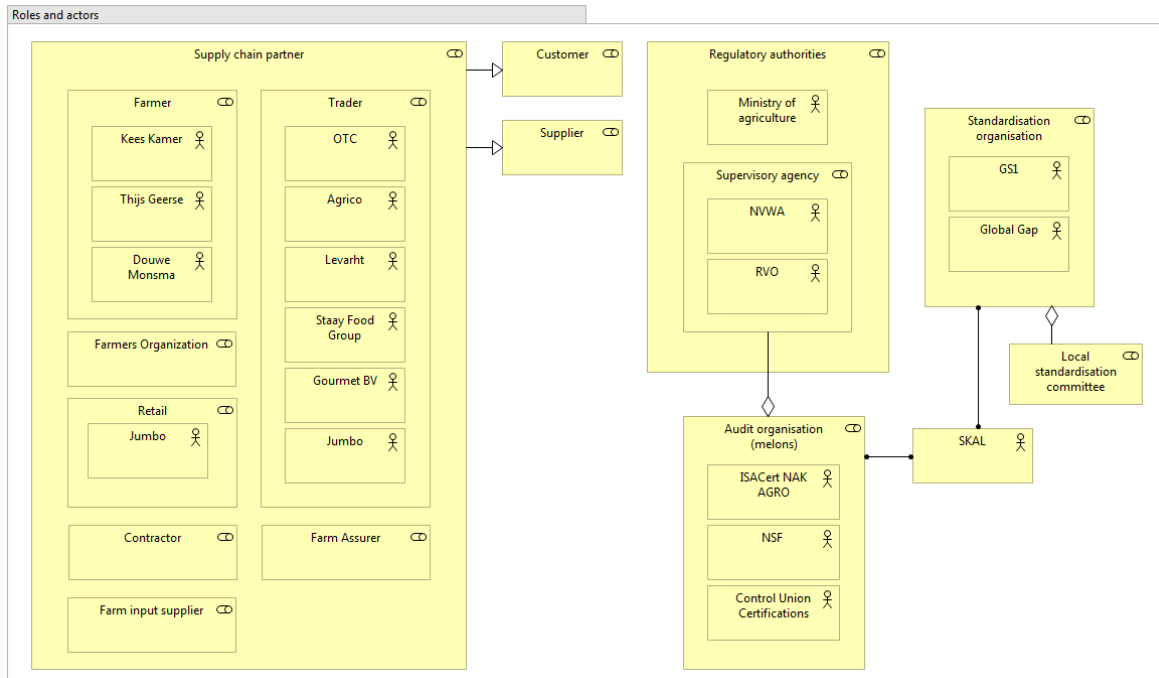 Roles and actors
Supply chain partner
Farmer
Kees Kamer
Thijs Geerse
Douwe
Monsma
Farmers Organization
Retail
Jumbo
Contractor
Farm input supplier
Trader
OTC
Agrico
Levarht
Staay Food
Group
Gourmet BV
Jumbo
Farm Assurer
Customer
Supplier
Regulatory authorities
Ministry of
agriculture
Supervisory agency
NVWA
RVO
Audit organisation
(melons)
ISACert NAK
AGRO
NSF
Control Union
Certifications
Standardisation
organisation
GS1
Global Gap
Local
standardisation
committee
SKAL